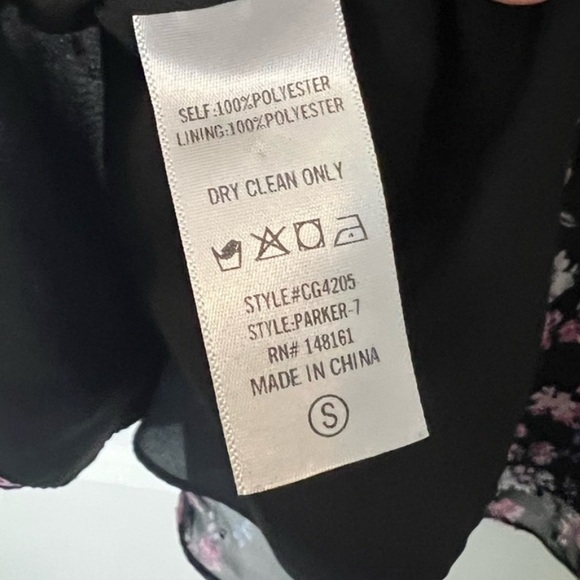 SELF:100%POLYESTER
LINING:100%POLYESTER
DRY CLEAN ONLY
STYLE#CG4205
STYLE:PARKER-7
RN# 148161
MADE IN CHINA
S